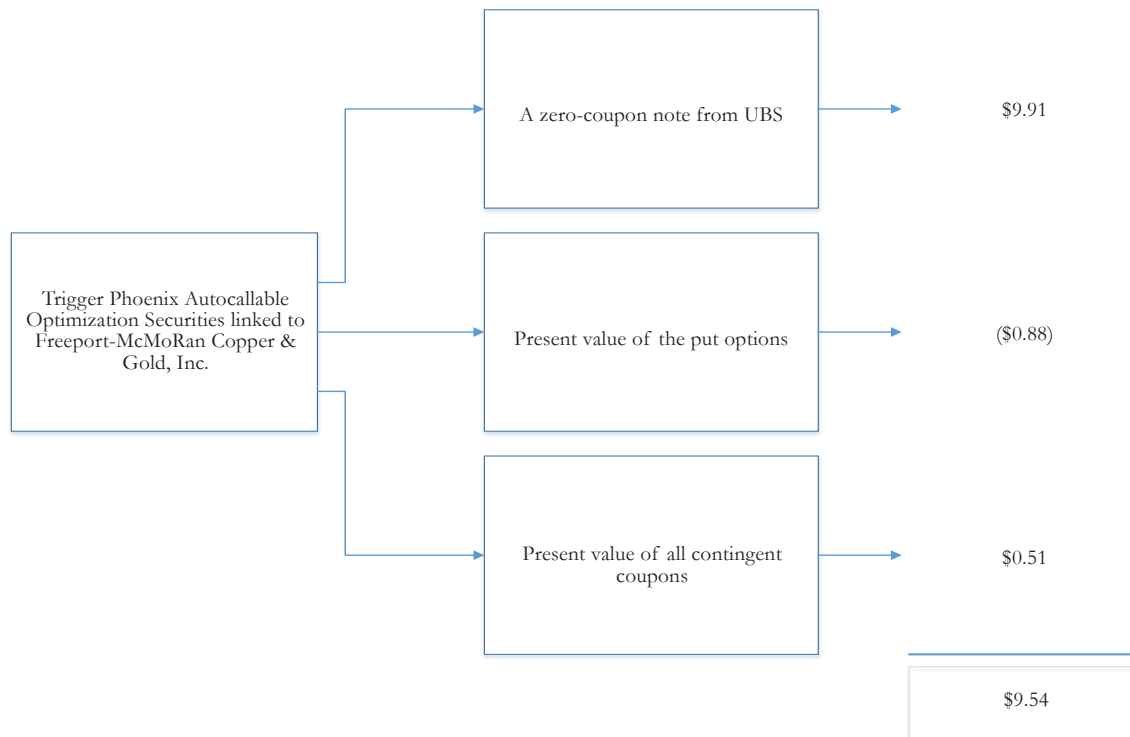 A zero-coupon note from UBS
$9.91
Trigger Phoenix Autocallable
Optimization Securities linked to
Freeport-McMoRan Copper &
Gold, Inc.
Present value of the put options
($0.88)
Present value of all contingent
coupons
$0.51
$9.54